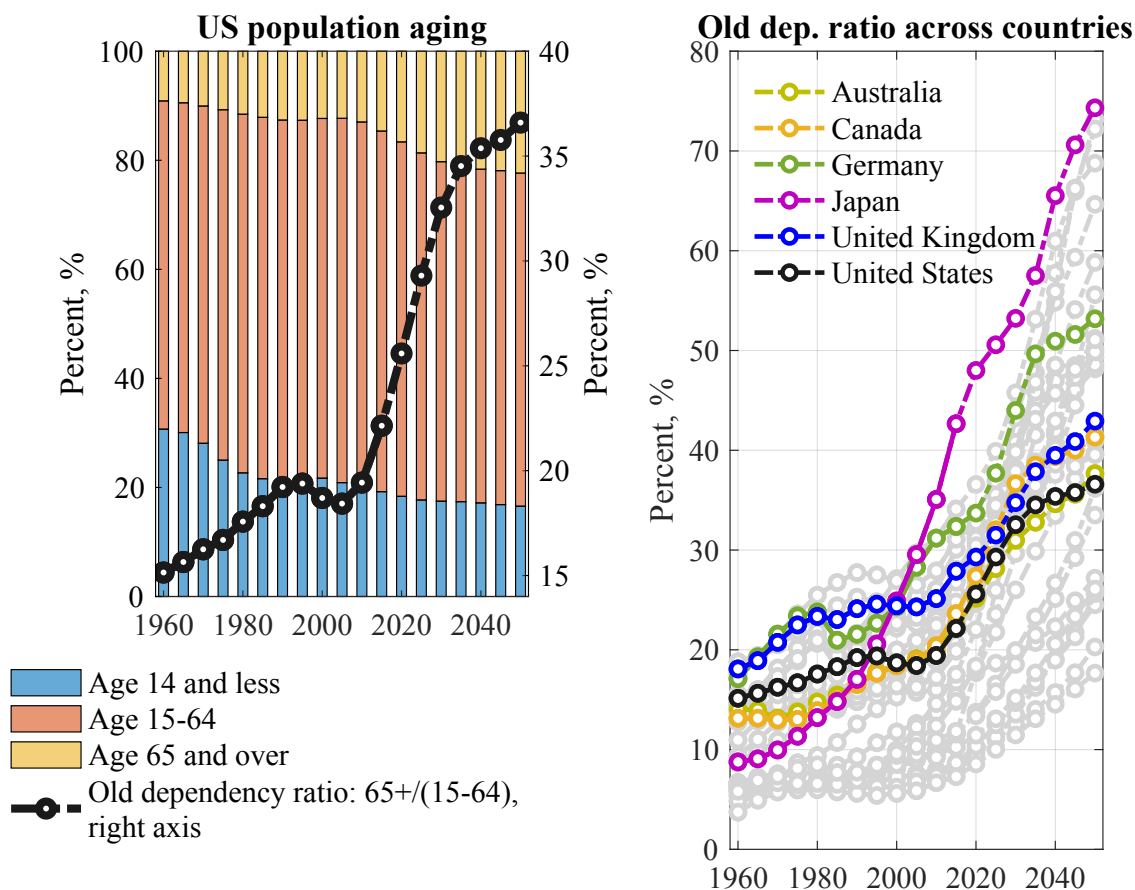 US population aging
100
80
60
40
20
0
Percent, %
40
35
30
25
20
15
Percent, %
1960 1980 2000 2020 2040
Age 14 and less
Age 15-64
Age 65 and over
Old dependency ratio: 65+/(15-64),
right axis
Old dep. ratio across countries
80
70
60
50
40
30
20
10
0
Percent, %
Australia
Canada
Germany
Japan
United Kingdom
United States
1960 1980 2000 2020 2040